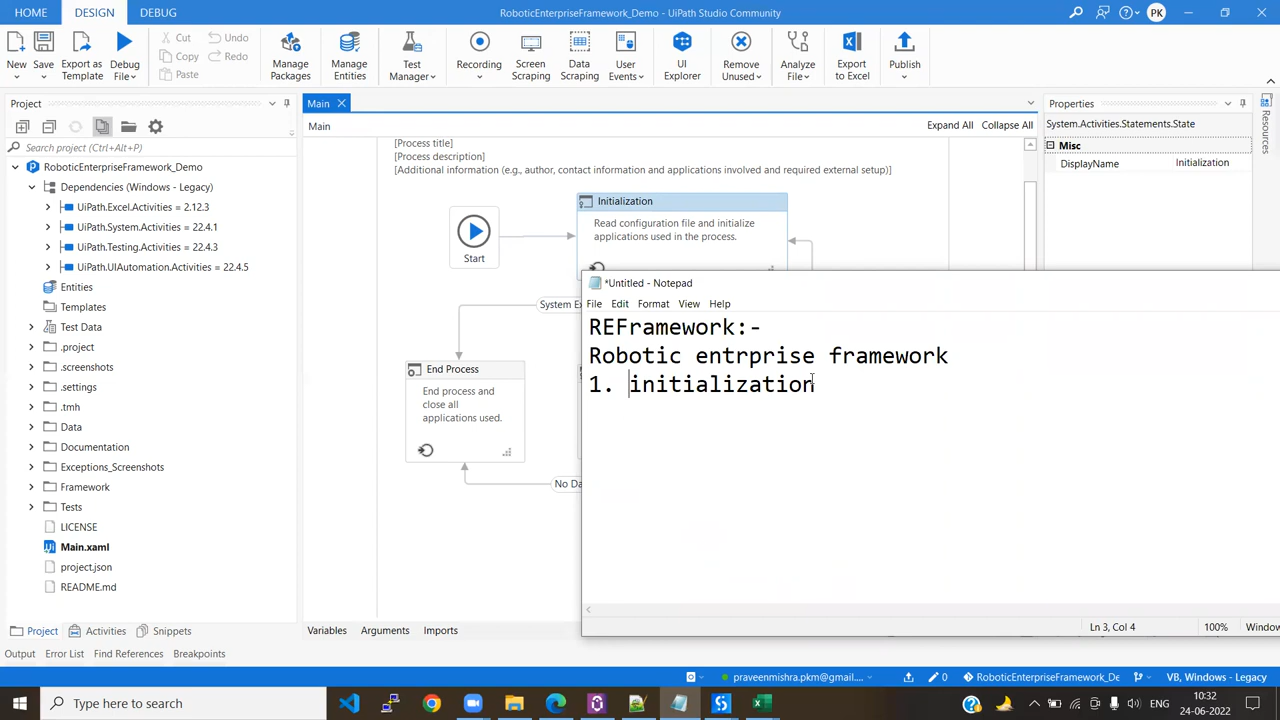 HOME DESIGN DEBUG RoboticEnterpriseFramework_Demo - UiPath Studio Community PK
New Save Export as Template Debug File Cut Copy Paste Undo Redo Manage Packages Manage Entities Test Manager Recording Screen Scraping Data Scraping User Events UI Explorer Remove Unused Analyze File Export to Excel Publish
Project
Main
Properties
Resources
Main
Expand All Collapse All
System.Activities.Statements.State
Search project (Ctrl+Alt+P)
Misc
DisplayName Initialization
RoboticEnterpriseFramework_Demo
Dependencies (Windows - Legacy)
UiPath.Excel.Activities = 2.12.3
UiPath.System.Activities = 22.4.1
UiPath.Testing.Activities = 22.4.3
UiPath.UIAutomation.Activities = 22.4.5
Entities
Templates
Test Data
.project
.screenshots
.settings
.tmh
Data
Documentation
Exceptions_Screenshots
Framework
Tests
LICENSE
Main.xaml
project.json
README.md
[Process title]
[Process description]
[Additional information (e.g., author, contact information and applications involved and required external setup)]
Start
Initialization
Read configuration file and initialize
applications used in the process.
System Ex
End Process
End process and
close all
applications used.
No Da
*Untitled - Notepad
File Edit Format View Help
REFramework:-
Robotic entrprise framework
1. initialization
Ln 3, Col 4 100% Window
Variables Arguments Imports
Project Activities Snippets
Output Error List Find References Breakpoints
praveenmishra.pkm@gmail.... 0 RoboticEnterpriseFramework_De VB, Windows - Legacy
Type here to search
ENG
10:32
24-06-2022